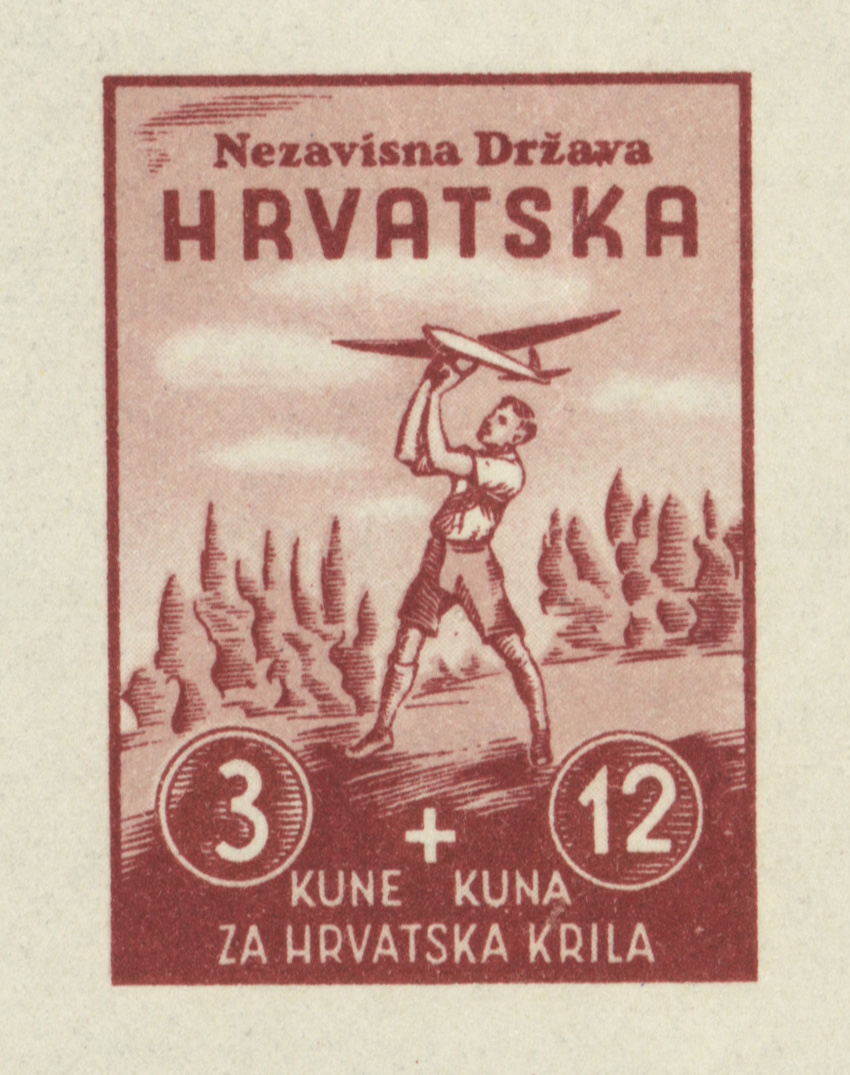 Nezavisna Država
HRVATSKA
3 + 12
KUNE KUNA
ZA HRVATSKA KRILA